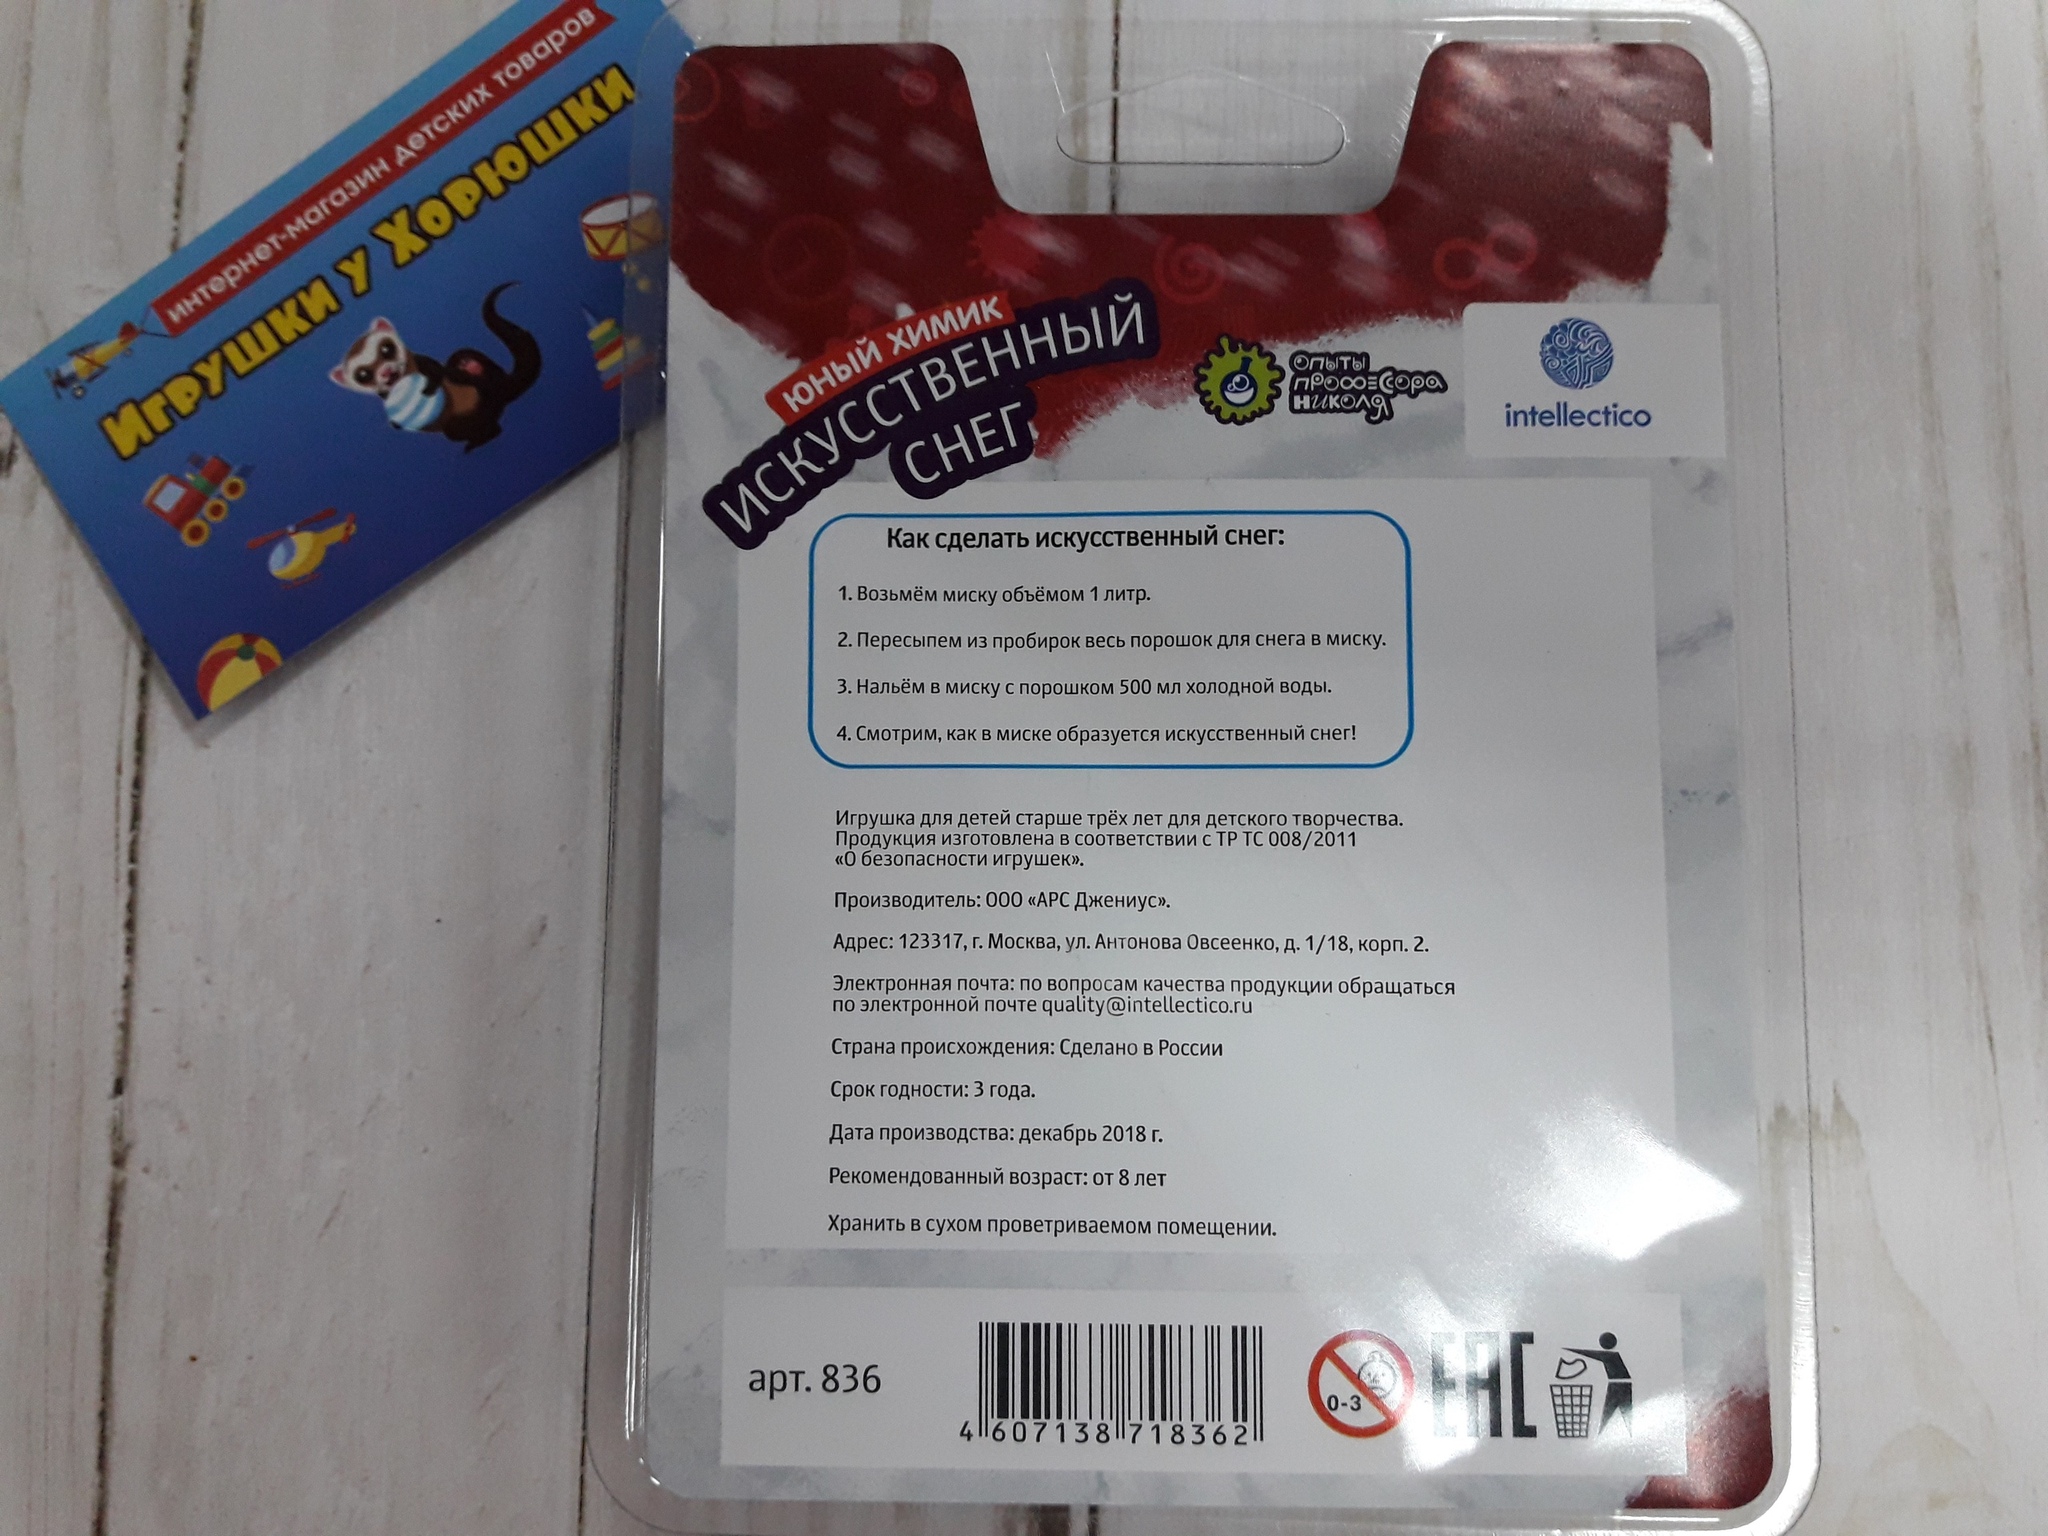 интернет-магазин детских товаров
Игрушки у Хорюшки
ЮНЫЙ ХИМИК
ИСКУССТВЕННЫЙ
СНЕГ
ОПЫТЫ
ПРОФЕССОРА
НИКОЛЯ
intellectico
Как сделать искусственный снег:
1. Возьмём миску объёмом 1 литр.
2. Пересыпем из пробирок весь порошок для снега в миску.
3. Нальём в миску с порошком 500 мл холодной воды.
4. Смотрим, как в миске образуется искусственный снег!
Игрушка для детей старше трёх лет для детского творчества.
Продукция изготовлена в соответствии с ТР ТС 008/2011
«О безопасности игрушек».
Производитель: ООО «АРС Джениус».
Адрес: 123317, г. Москва, ул. Антонова Овсеенко, д. 1/18, корп. 2.
Электронная почта: по вопросам качества продукции обращаться
по электронной почте quality@intellectico.ru
Страна происхождения: Сделано в России
Срок годности: 3 года.
Дата производства: декабрь 2018 г.
Рекомендованный возраст: от 8 лет
Хранить в сухом проветриваемом помещении.
арт. 836
4 607138 718362
0-3
EAC